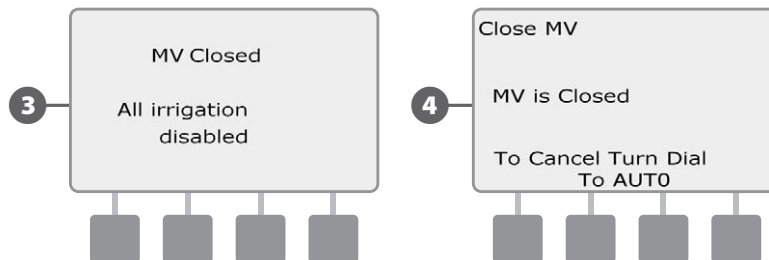 3
MV Closed
All irrigation
disabled
4
Close MV
MV is Closed
To Cancel Turn Dial
To AUT0